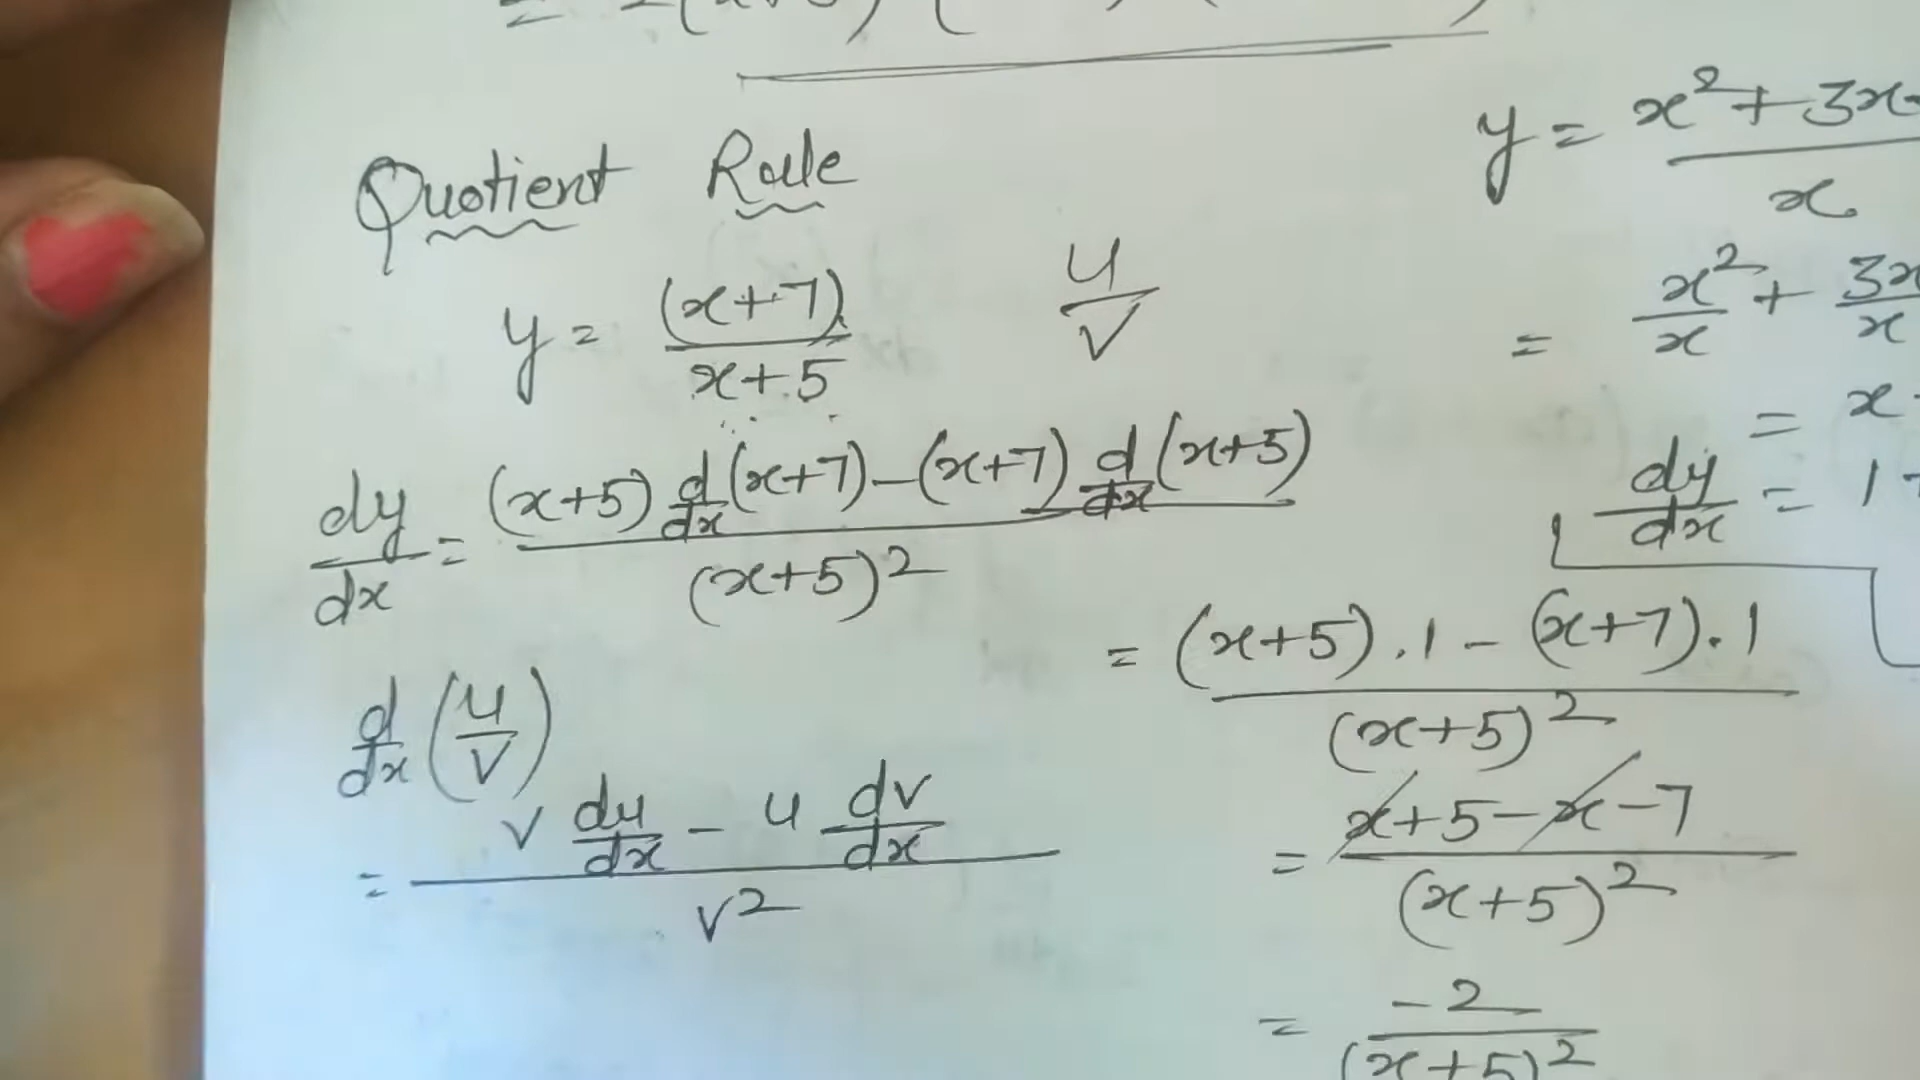 Quotient Rule
y = (x+7) / x+5
u / v
dy/dx = (x+5) d/dx (x+7) - (x+7) d/dx (x+5) / (x+5)²
d/dx (u/v)
= v du/dx - u dv/dx / v²
y = x² + 3x / x
= x²/x + 3x/x
= x
dy/dx = 1 +
= (x+5).1 - (x+7).1 / (x+5)²
= x+5-x-7 / (x+5)²
= -2 / (x+5)²